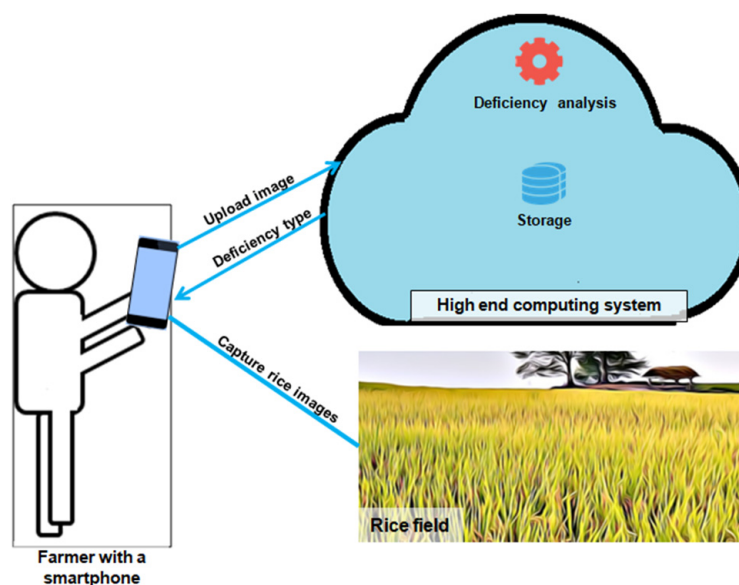 Deficiency analysis
Upload image
Storage
Deficiency type
High end computing system
Capture rice images
Rice field
Farmer with a
smartphone